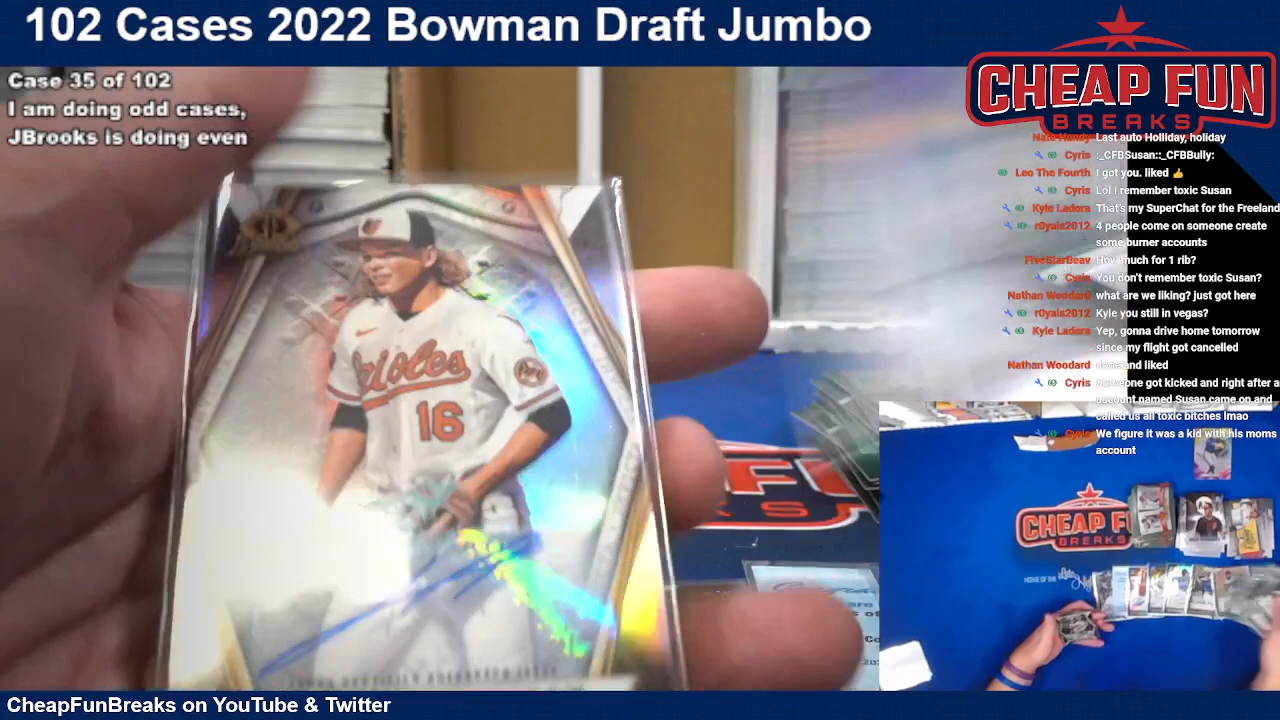 102 Cases 2022 Bowman Draft Jumbo
Case 35 of 102
I am doing odd cases,
JBrooks is doing even
CHEAP FUN
BREAKS
Last auto Holliday, holiday
Cyris :_CFBSusan::_CFBBully:
Leo The Fourth I got you. liked 👍
Cyris Lol I remember toxic Susan
Kyle Ladora That's my SuperChat for the Freeland
r0yals2012 4 people come on someone create
some burner accounts
FiveStarBeav How much for 1 rib?
Cyris You don't remember toxic Susan?
Nathan Woodard what are we liking? just got here
r0yals2012 Kyle you still in vegas?
Kyle Ladora Yep, gonna drive home tomorrow
since my flight got cancelled
Nathan Woodard done and liked
Cyris Someone got kicked and right after a
account named Susan came on and
called us all toxic bitches lmao
Cyris We figure it was a kid with his moms
account
Orioles
16
CHEAP FU
BREAKS
HOME OF THE
CheapFunBreaks on YouTube & Twitter